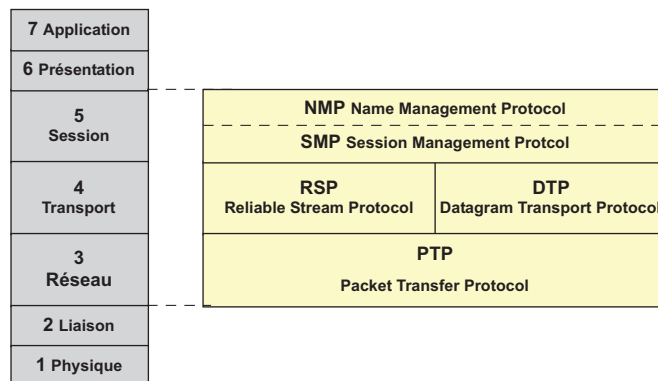 7 Application
6 Présentation
5
Session
4
Transport
3
Réseau
2 Liaison
1 Physique
NMP Name Management Protocol
SMP Session Management Protcol
RSP
Reliable Stream Protocol
DTP
Datagram Transport Protocol
PTP
Packet Transfer Protocol